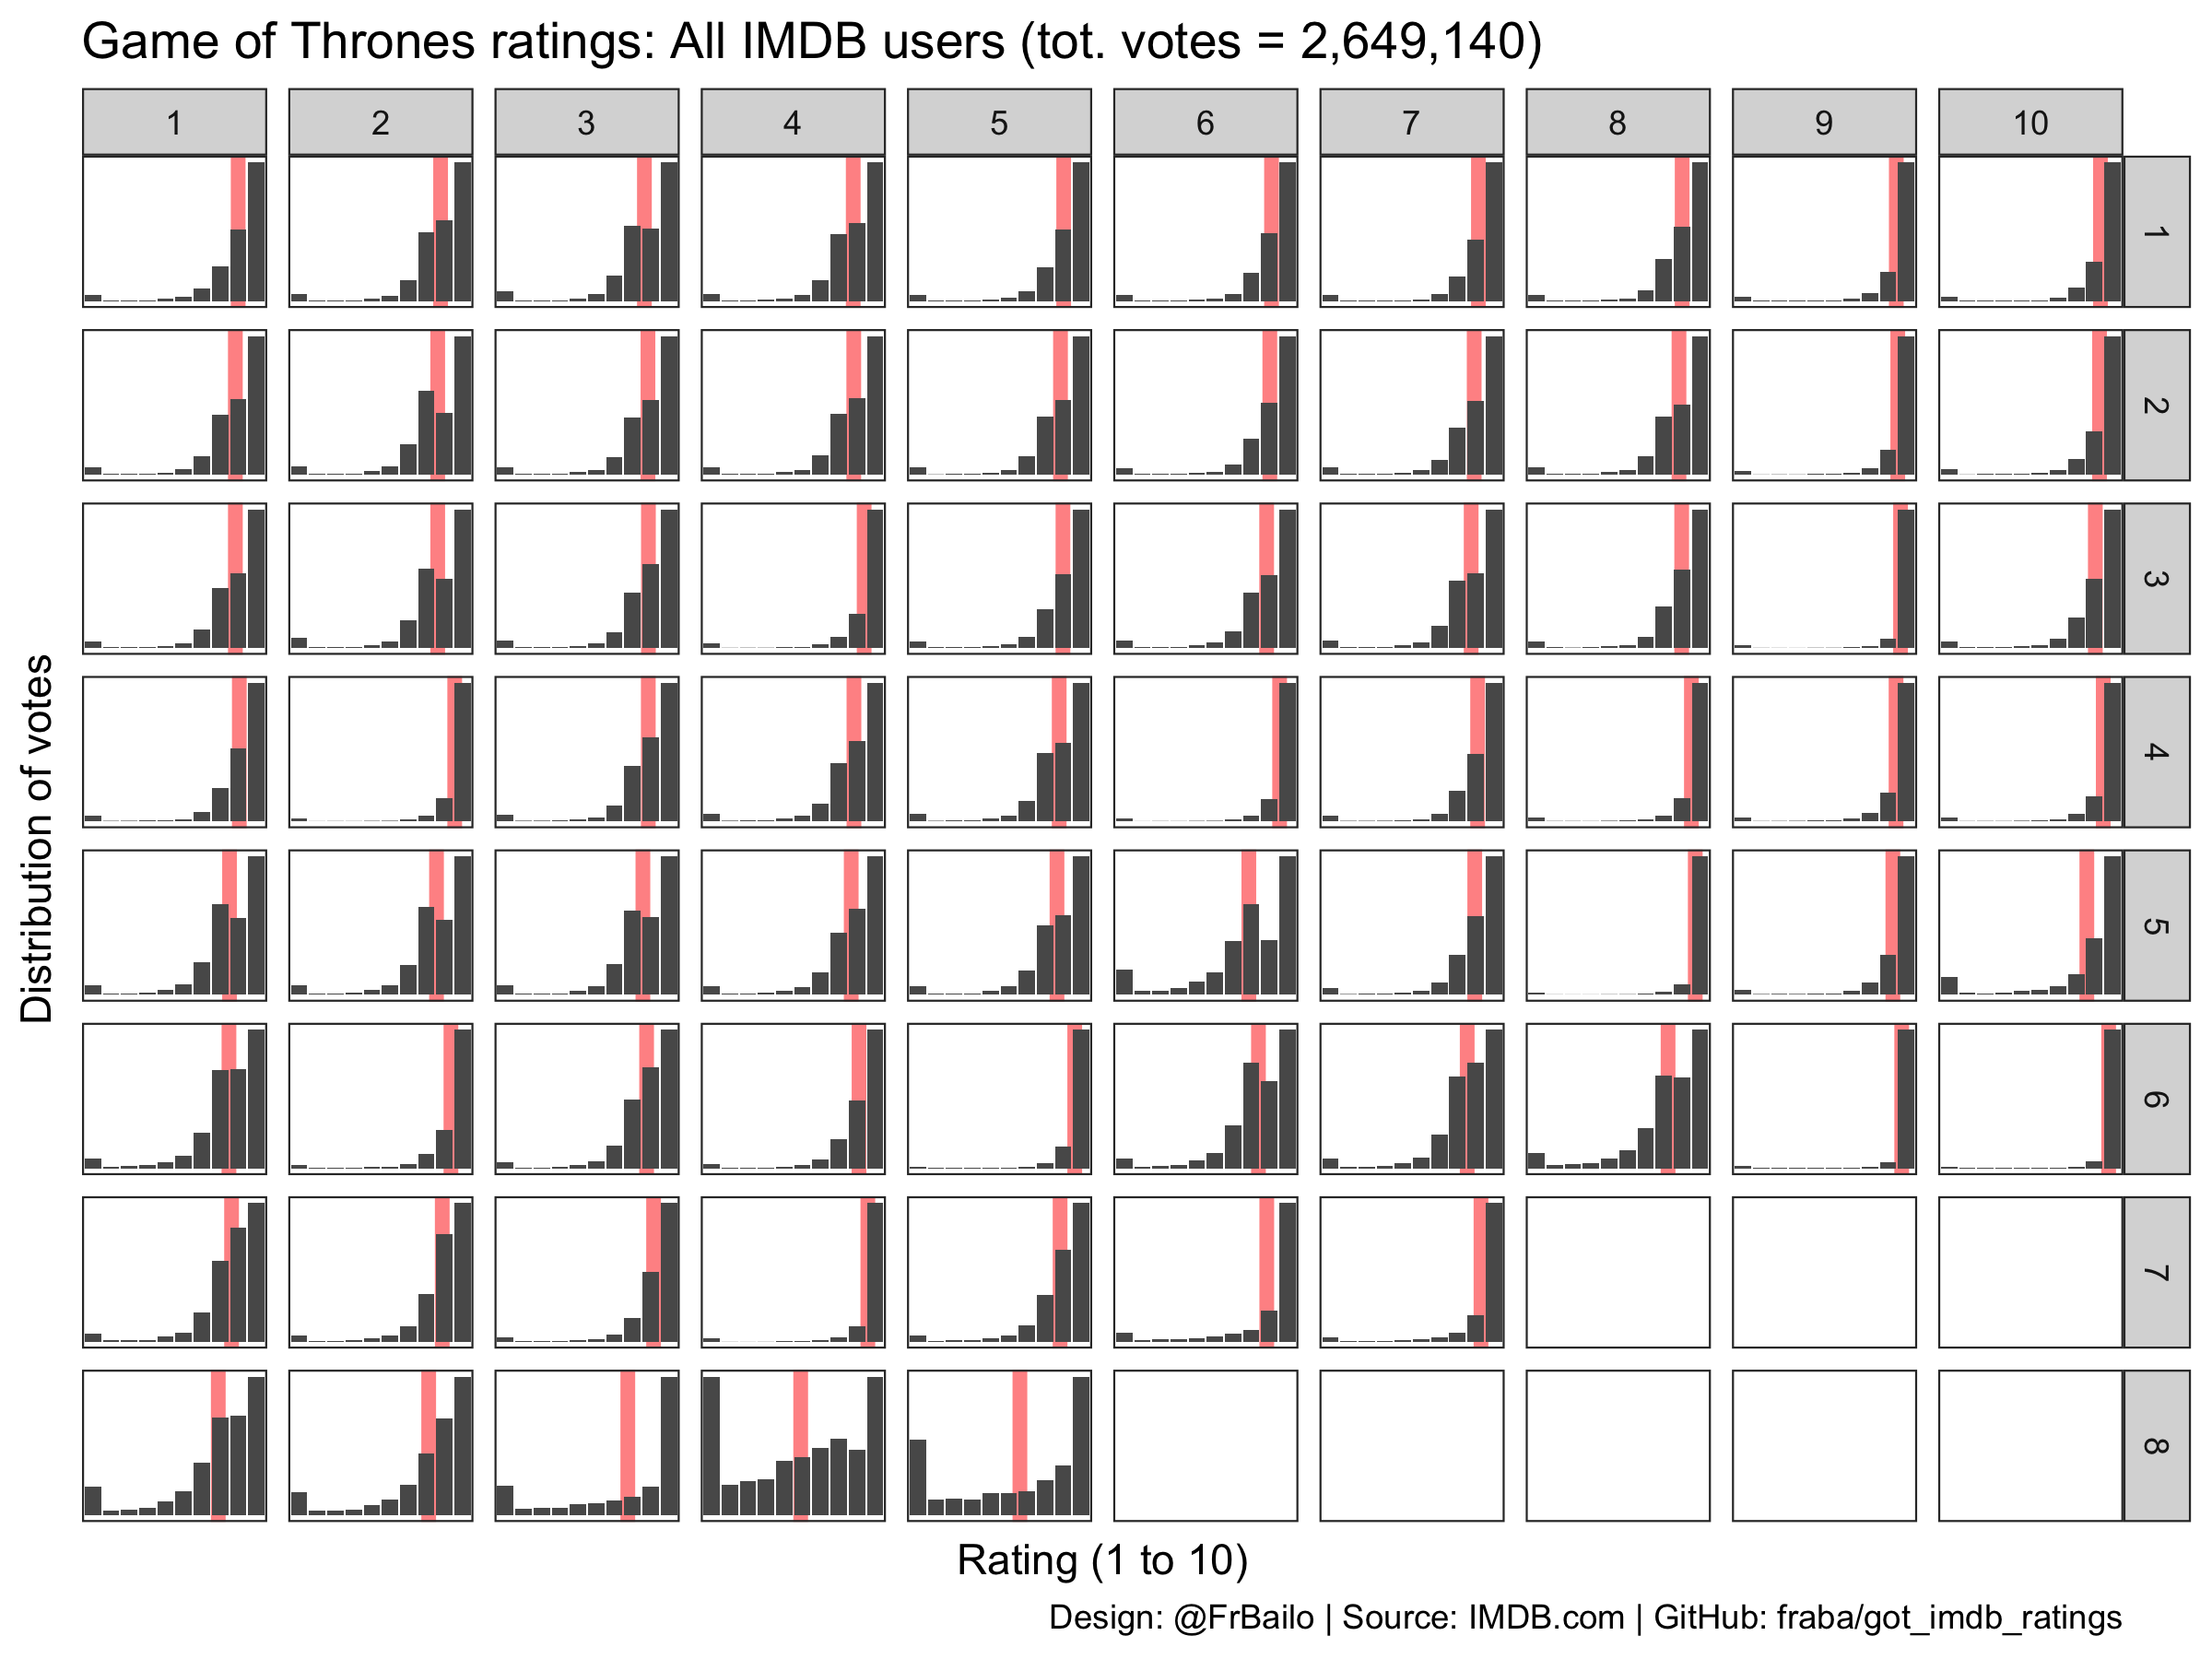 Game of Thrones ratings: All IMDB users (tot. votes = 2,649,140)
1 2 3 4 5 6 7 8 9 10
1
2
3
4
5
6
7
8
Distribution of votes
Rating (1 to 10)
Design: @FrBailo | Source: IMDB.com | GitHub: fraba/got_imdb_ratings